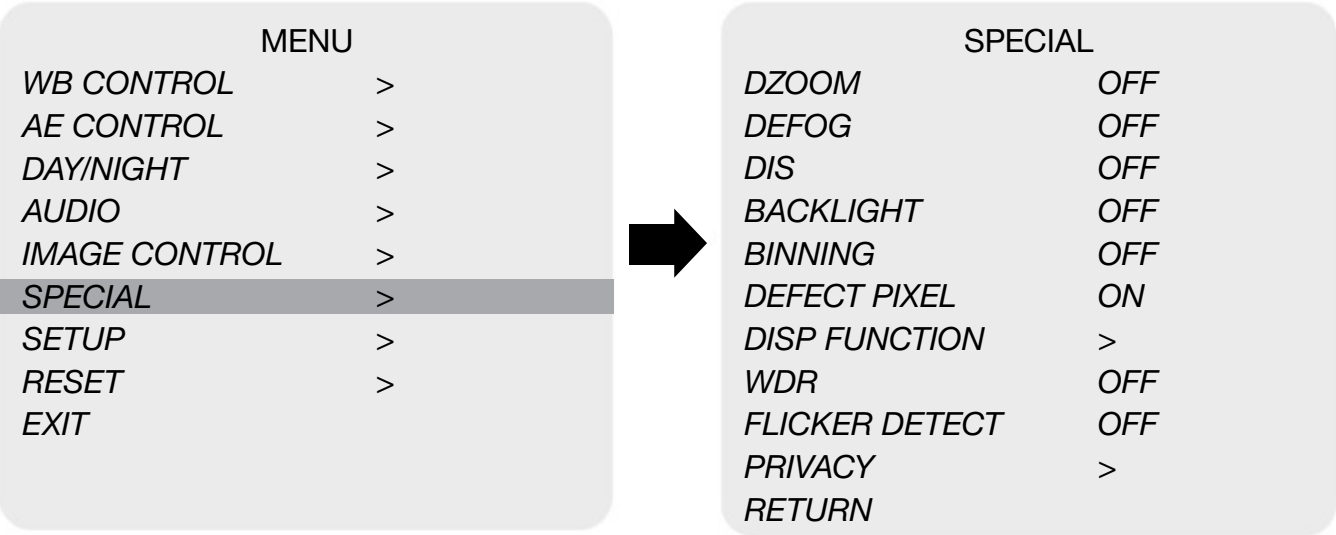 MENU
WB CONTROL >
AE CONTROL >
DAY/NIGHT >
AUDIO >
IMAGE CONTROL >
SPECIAL >
SETUP >
RESET >
EXIT
SPECIAL
DZOOM OFF
DEFOG OFF
DIS OFF
BACKLIGHT OFF
BINNING OFF
DEFECT PIXEL ON
DISP FUNCTION >
WDR OFF
FLICKER DETECT OFF
PRIVACY >
RETURN